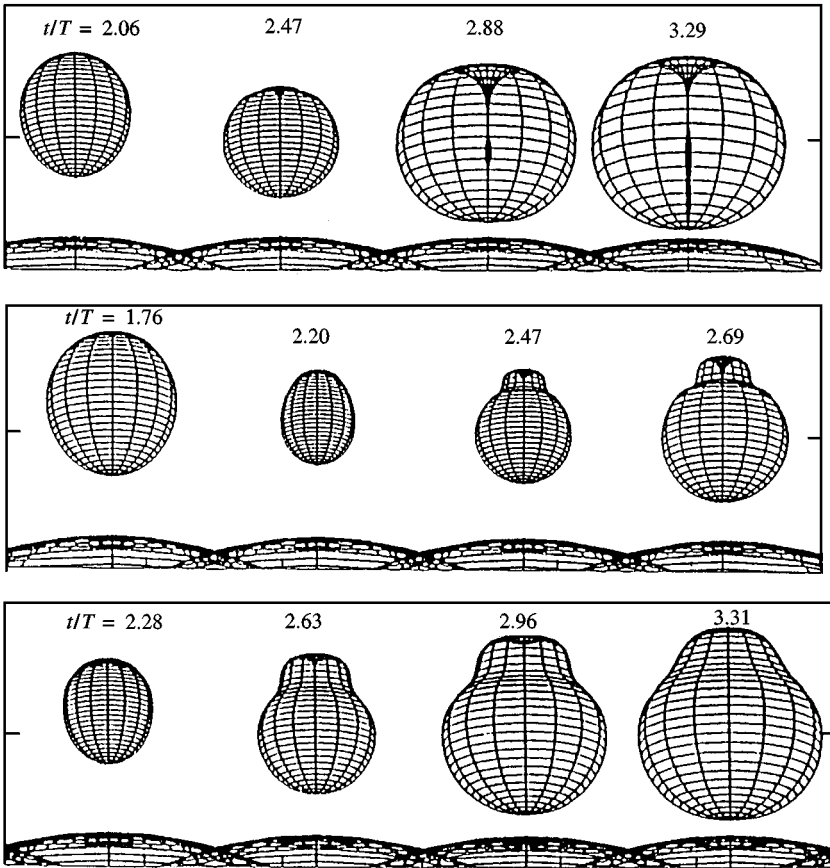 t/T = 2.06 2.47 2.88 3.29
t/T = 1.76 2.20 2.47 2.69
t/T = 2.28 2.63 2.96 3.31